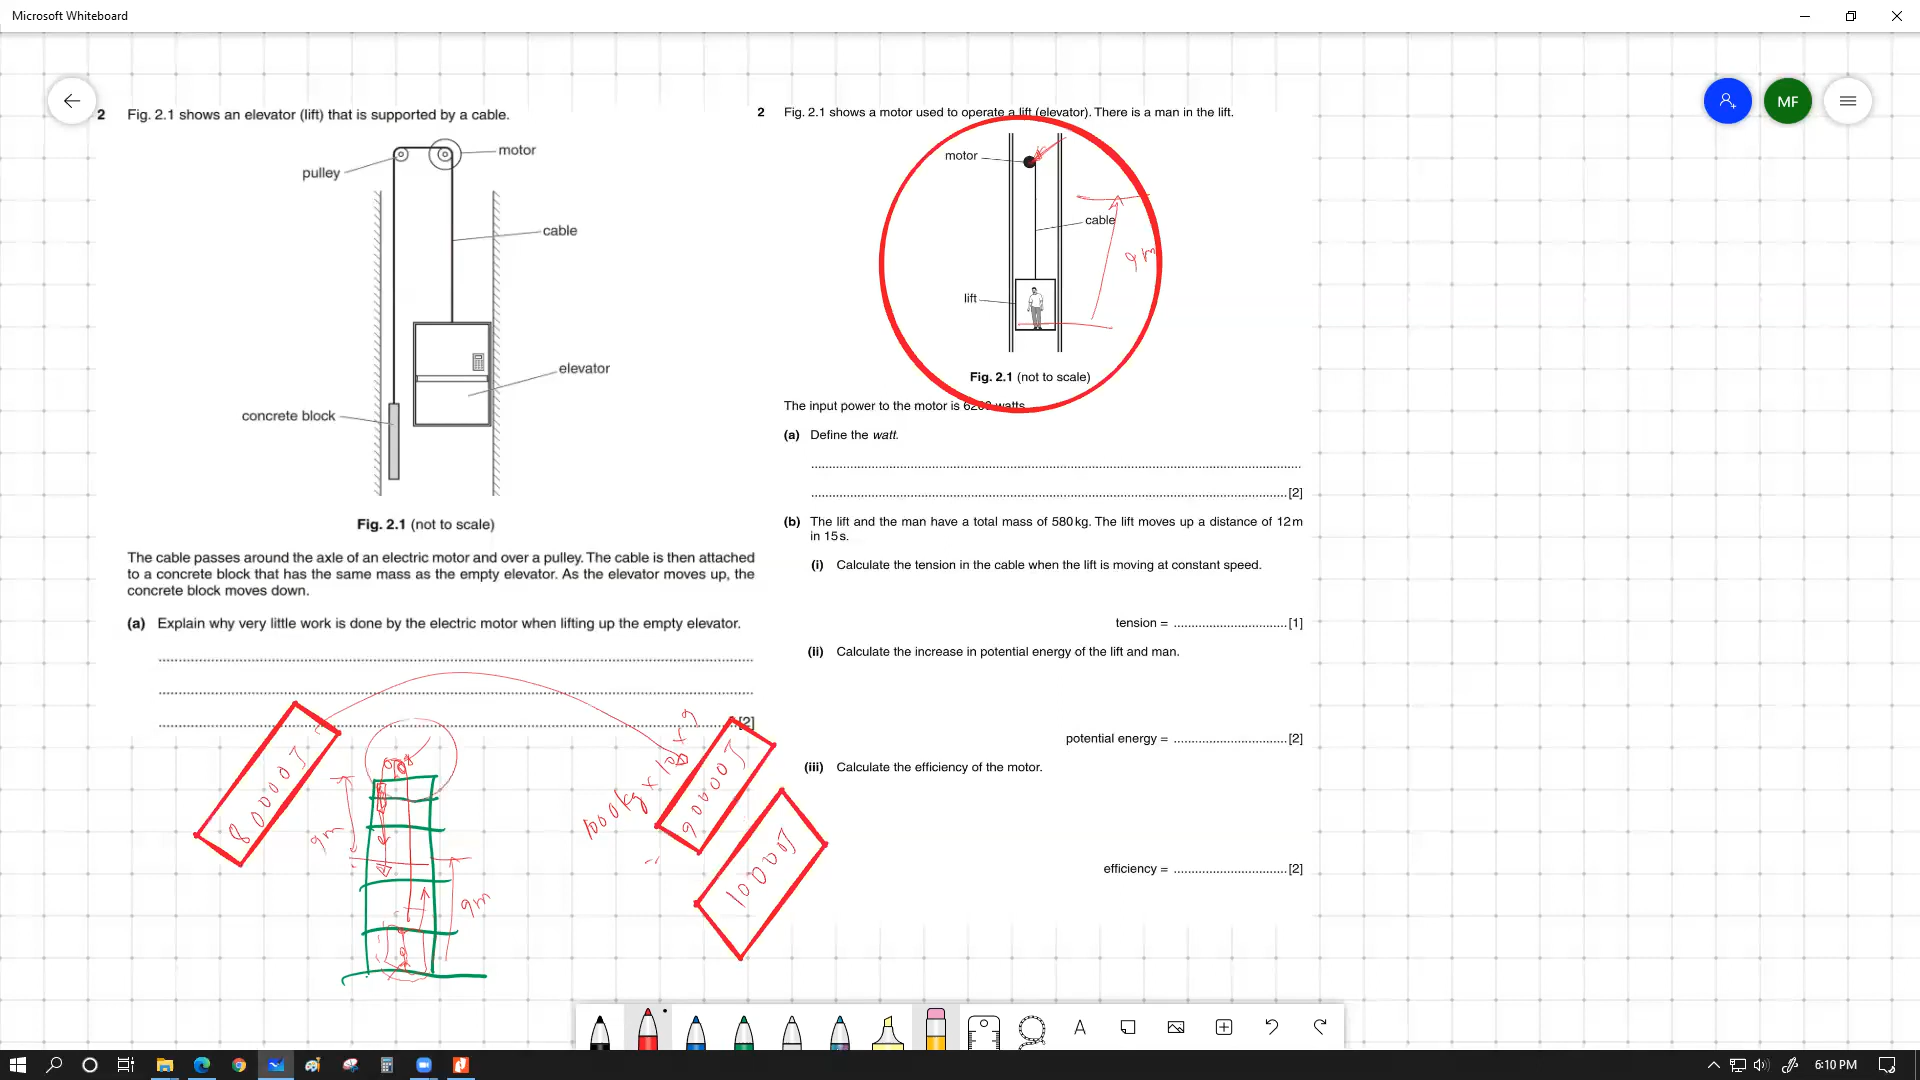 Microsoft Whiteboard
MF
2 Fig. 2.1 shows an elevator (lift) that is supported by a cable.
pulley
motor
cable
elevator
concrete block
Fig. 2.1 (not to scale)
The cable passes around the axle of an electric motor and over a pulley. The cable is then attached
to a concrete block that has the same mass as the empty elevator. As the elevator moves up, the
concrete block moves down.
(a) Explain why very little work is done by the electric motor when lifting up the empty elevator.
[2]
80000J
9m
9m
1000kg x 10 x 9
90000J
10000J
2 Fig. 2.1 shows a motor used to operate a lift (elevator). There is a man in the lift.
motor
cable
9m
lift
Fig. 2.1 (not to scale)
The input power to the motor is 6200 watts.
(a) Define the watt.
[2]
(b) The lift and the man have a total mass of 580 kg. The lift moves up a distance of 12 m
in 15 s.
(i) Calculate the tension in the cable when the lift is moving at constant speed.
tension = ................................[1]
(ii) Calculate the increase in potential energy of the lift and man.
potential energy = ................................[2]
(iii) Calculate the efficiency of the motor.
efficiency = ................................[2]
6:10 PM